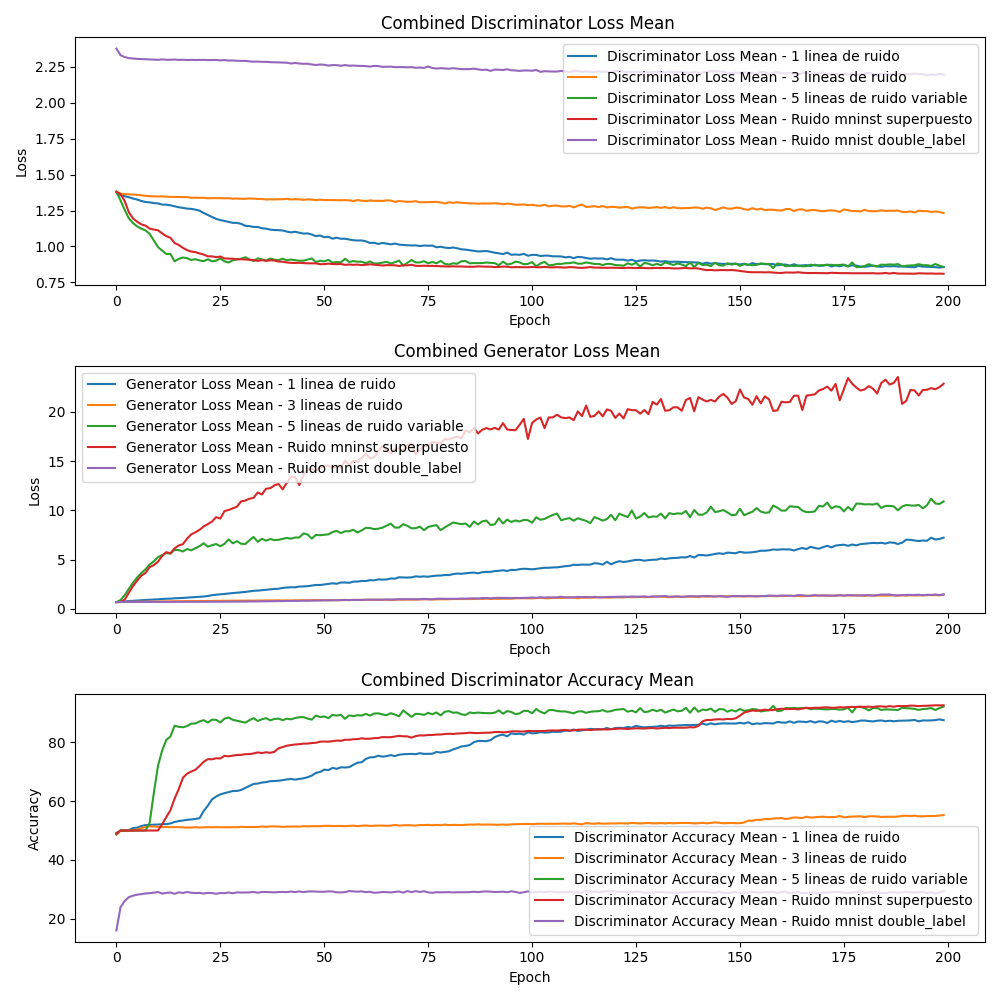 Combined Discriminator Loss Mean
2.25
2.00
1.75
1.50
1.25
1.00
0.75
Loss
Discriminator Loss Mean - 1 linea de ruido
Discriminator Loss Mean - 3 lineas de ruido
Discriminator Loss Mean - 5 lineas de ruido variable
Discriminator Loss Mean - Ruido mninst superpuesto
Discriminator Loss Mean - Ruido mnist double_label
0 25 50 75 100 125 150 175 200
Epoch
Combined Generator Loss Mean
20
15
10
5
0
Loss
Generator Loss Mean - 1 linea de ruido
Generator Loss Mean - 3 lineas de ruido
Generator Loss Mean - 5 lineas de ruido variable
Generator Loss Mean - Ruido mninst superpuesto
Generator Loss Mean - Ruido mnist double_label
0 25 50 75 100 125 150 175 200
Epoch
Combined Discriminator Accuracy Mean
80
60
40
20
Accuracy
Discriminator Accuracy Mean - 1 linea de ruido
Discriminator Accuracy Mean - 3 lineas de ruido
Discriminator Accuracy Mean - 5 lineas de ruido variable
Discriminator Accuracy Mean - Ruido mninst superpuesto
Discriminator Accuracy Mean - Ruido mnist double_label
0 25 50 75 100 125 150 175 200
Epoch